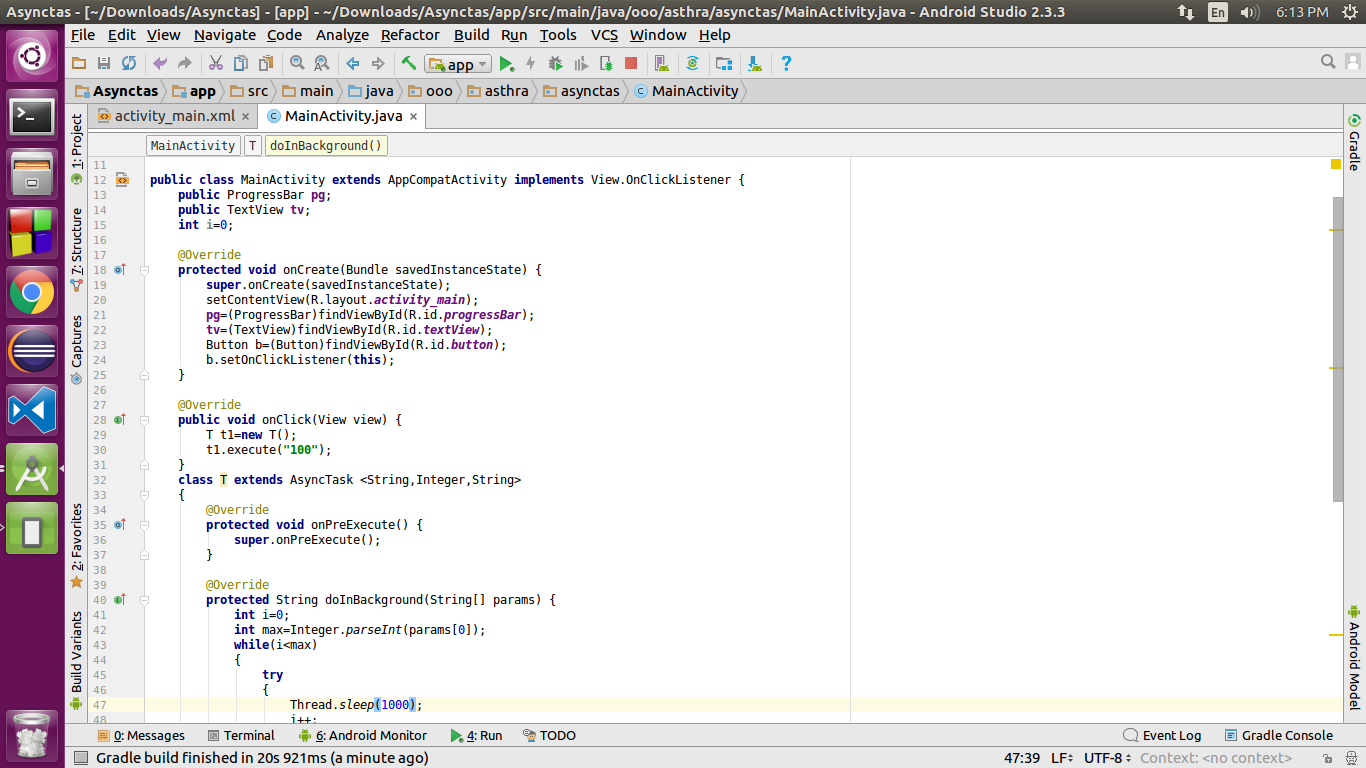 Asynctas - [~/Downloads/Asynctas] - [app] - ~/Downloads/Asynctas/app/src/main/java/ooo/asthra/asynctas/MainActivity.java - Android Studio 2.3.3
En
6:13 PM
File Edit View Navigate Code Analyze Refactor Build Run Tools VCS Window Help
app
Asynctas app src main java ooo asthra asynctas MainActivity
activity_main.xml × MainActivity.java ×
MainActivity T doInBackground()
1: Project
7: Structure
Captures
2: Favorites
Build Variants
Gradle
Android Model
11
12 public class MainActivity extends AppCompatActivity implements View.OnClickListener {
13 public ProgressBar pg;
14 public TextView tv;
15 int i=0;
16
17 @Override
18 protected void onCreate(Bundle savedInstanceState) {
19 super.onCreate(savedInstanceState);
20 setContentView(R.layout.activity_main);
21 pg=(ProgressBar)findViewById(R.id.progressBar);
22 tv=(TextView)findViewById(R.id.textView);
23 Button b=(Button)findViewById(R.id.button);
24 b.setOnClickListener(this);
25 }
26
27 @Override
28 public void onClick(View view) {
29 T t1=new T();
30 t1.execute("100");
31 }
32 class T extends AsyncTask <String,Integer,String>
33 {
34 @Override
35 protected void onPreExecute() {
36 super.onPreExecute();
37 }
38
39 @Override
40 protected String doInBackground(String[] params) {
41 int i=0;
42 int max=Integer.parseInt(params[0]);
43 while(i<max)
44 {
45 try
46 {
47 Thread.sleep(1000);
48 i++;
0: Messages Terminal 6: Android Monitor 4: Run TODO Event Log Gradle Console
Gradle build finished in 20s 921ms (a minute ago) 47:39 LF UTF-8 Context: <no context>